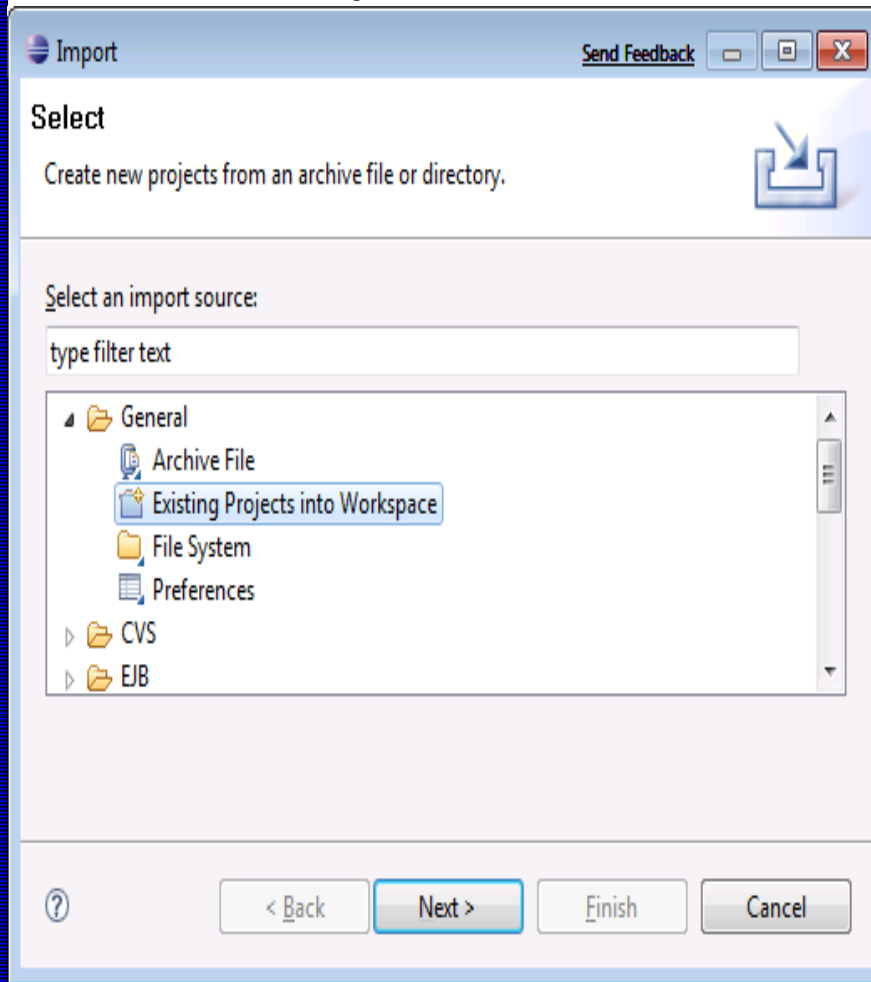 Import
Send Feedback
Select
Create new projects from an archive file or directory.
Select an import source:
type filter text
General
Archive File
Existing Projects into Workspace
File System
Preferences
CVS
EJB
< Back
Next >
Finish
Cancel